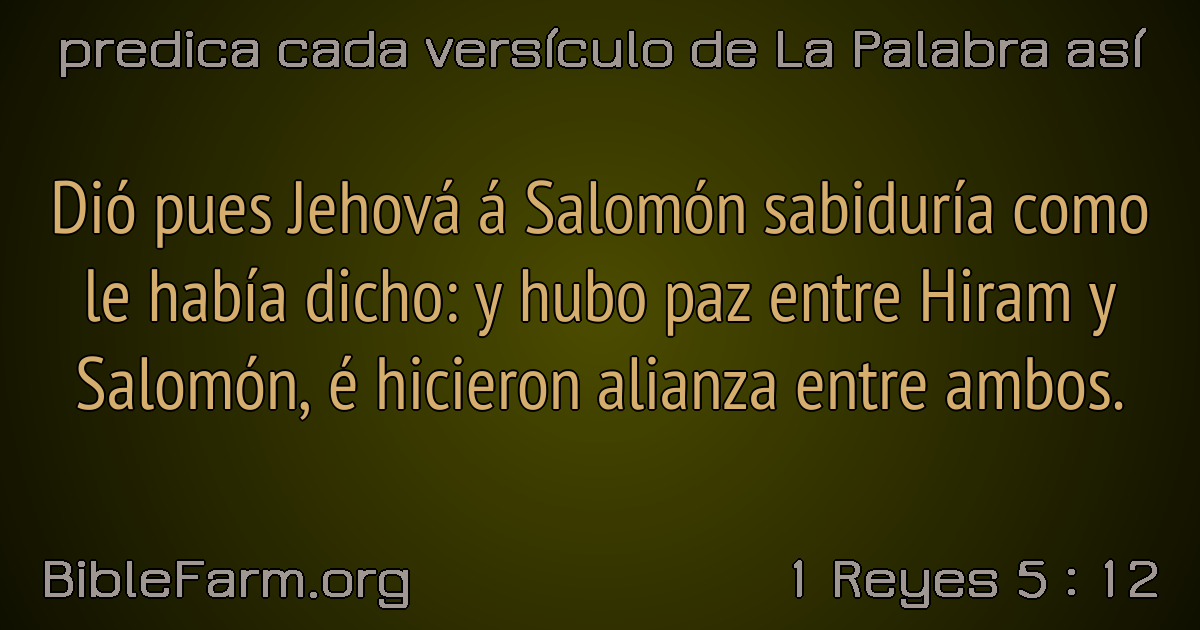 predica cada versículo de La Palabra así
Dió pues Jehová á Salomón sabiduría como
le había dicho: y hubo paz entre Hiram y
Salomón, é hicieron alianza entre ambos.
BibleFarm.org
1 Reyes 5 : 12